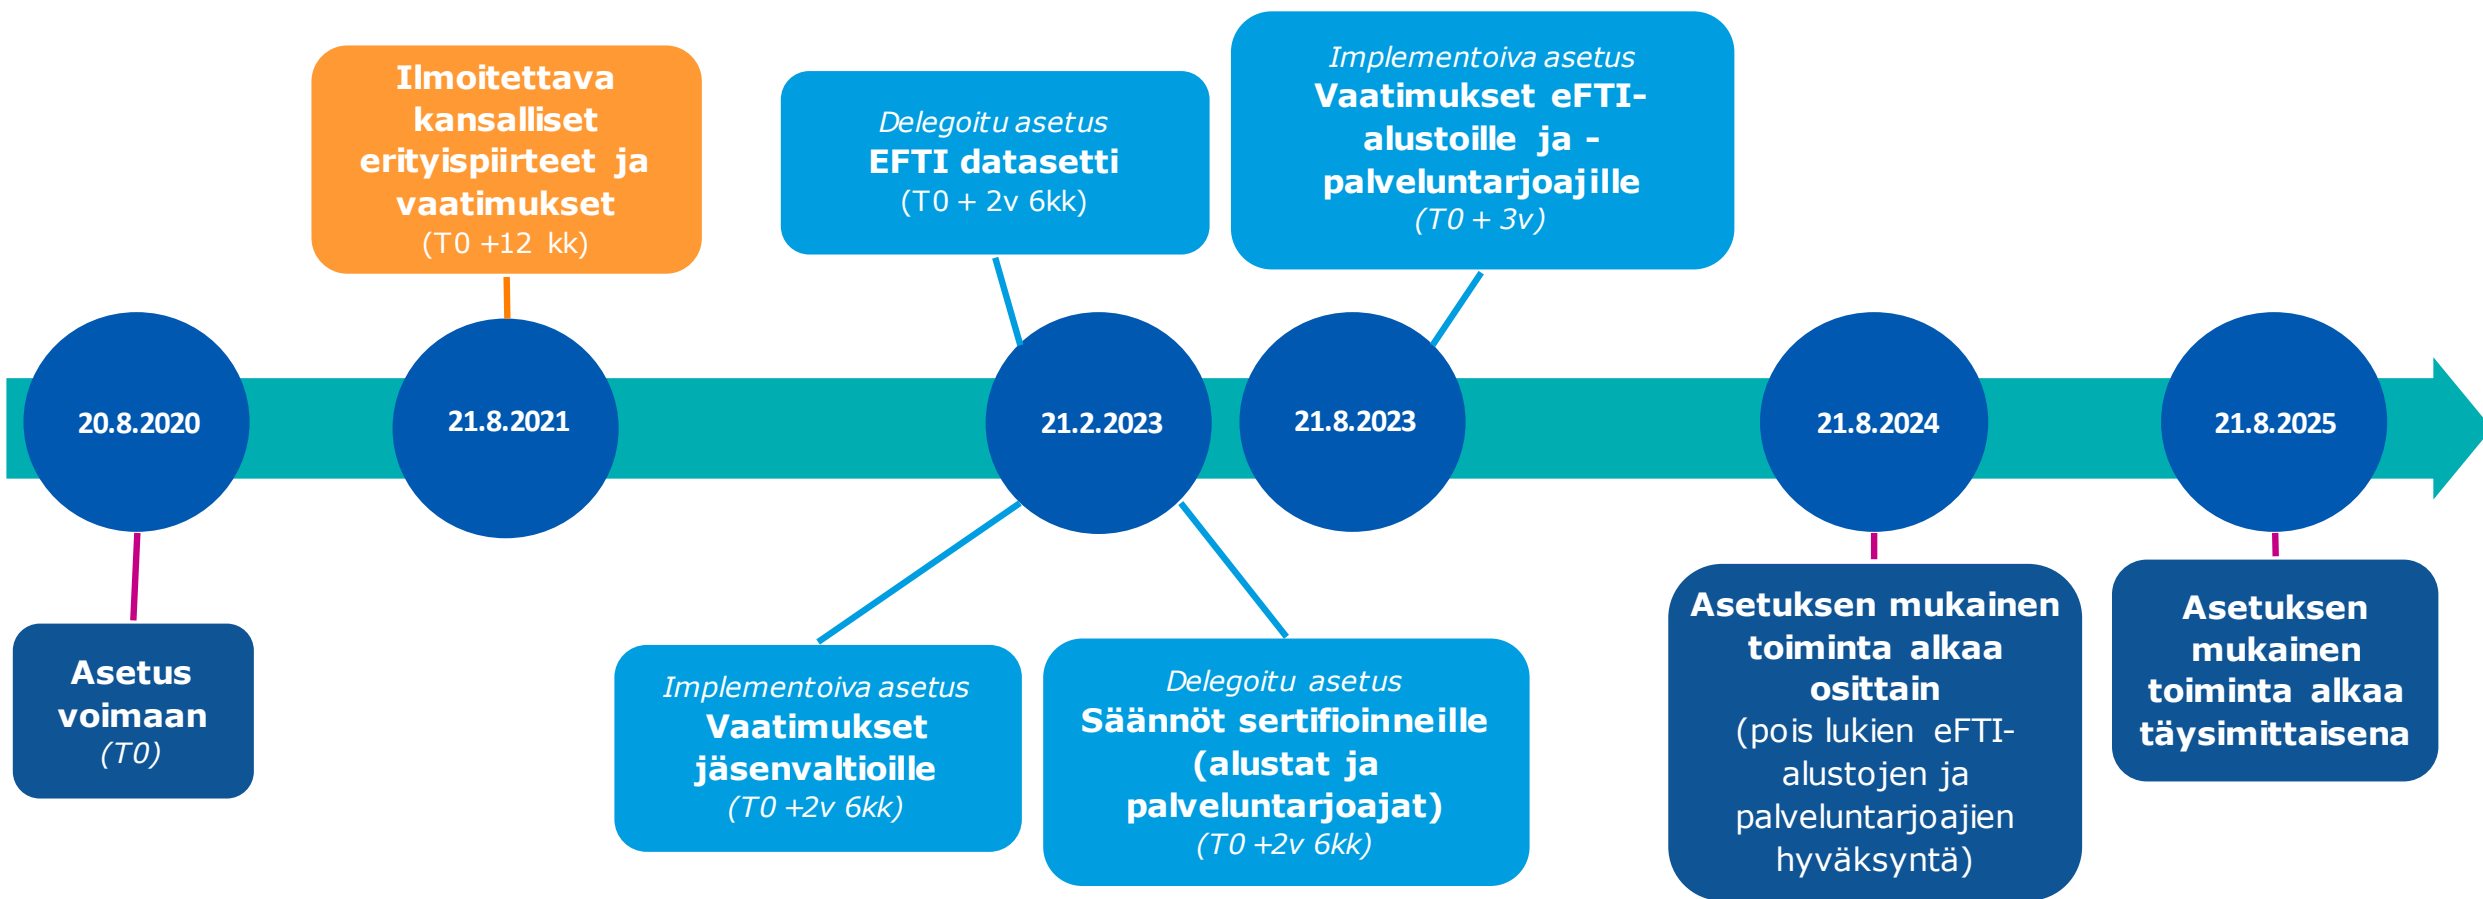 Ilmoitettava
kansalliset
erityispiirteet ja
vaatimukset
(T0 +12 kk)
Delegoitu asetus
EFTI datasetti
(T0 + 2v 6kk)
Implementoiva asetus
Vaatimukset eFTI-
alustoille ja -
palveluntarjoajille
(T0 + 3v)
20.8.2020
21.8.2021
21.2.2023
21.8.2023
21.8.2024
21.8.2025
Asetus
voimaan
(T0)
Implementoiva asetus
Vaatimukset
jäsenvaltioille
(T0 +2v 6kk)
Delegoitu asetus
Säännöt sertifioinneille
(alustat ja
palveluntarjoajat)
(T0 +2v 6kk)
Asetuksen mukainen
toiminta alkaa
osittain
(pois lukien eFTI-
alustojen ja
palveluntarjoajien
hyväksyntä)
Asetuksen
mukainen
toiminta alkaa
täysimittaisena